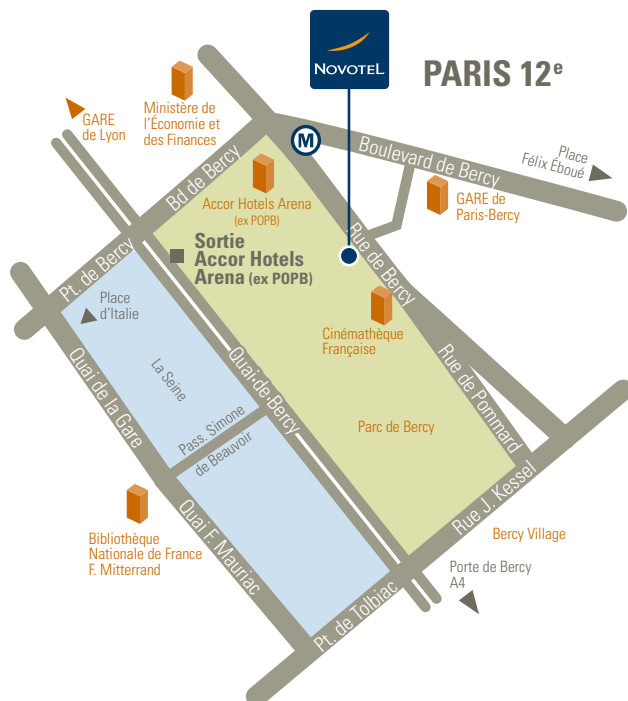 NOVOTEL
PARIS 12e
GARE
de Lyon
Ministère de
l'Économie et
des Finances
M
Boulevard de Bercy
Place
Félix Éboué
Bd de Bercy
Accor Hotels Arena
(ex POPB)
GARE de
Paris-Bercy
Sortie
Accor Hotels
Arena (ex POPB)
Rue de Bercy
Pt. de Bercy
Place
d'Italie
Cinémathèque
Française
La Seine
Quai de Bercy
Rue de Pommard
Quai de la Gare
Pass. Simone
de Beauvoir
Parc de Bercy
Rue J. Kessel
Bercy Village
Bibliothèque
Nationale de France
F. Mitterrand
Quai F. Mauriac
Porte de Bercy
A4
Pt. de Tolbiac